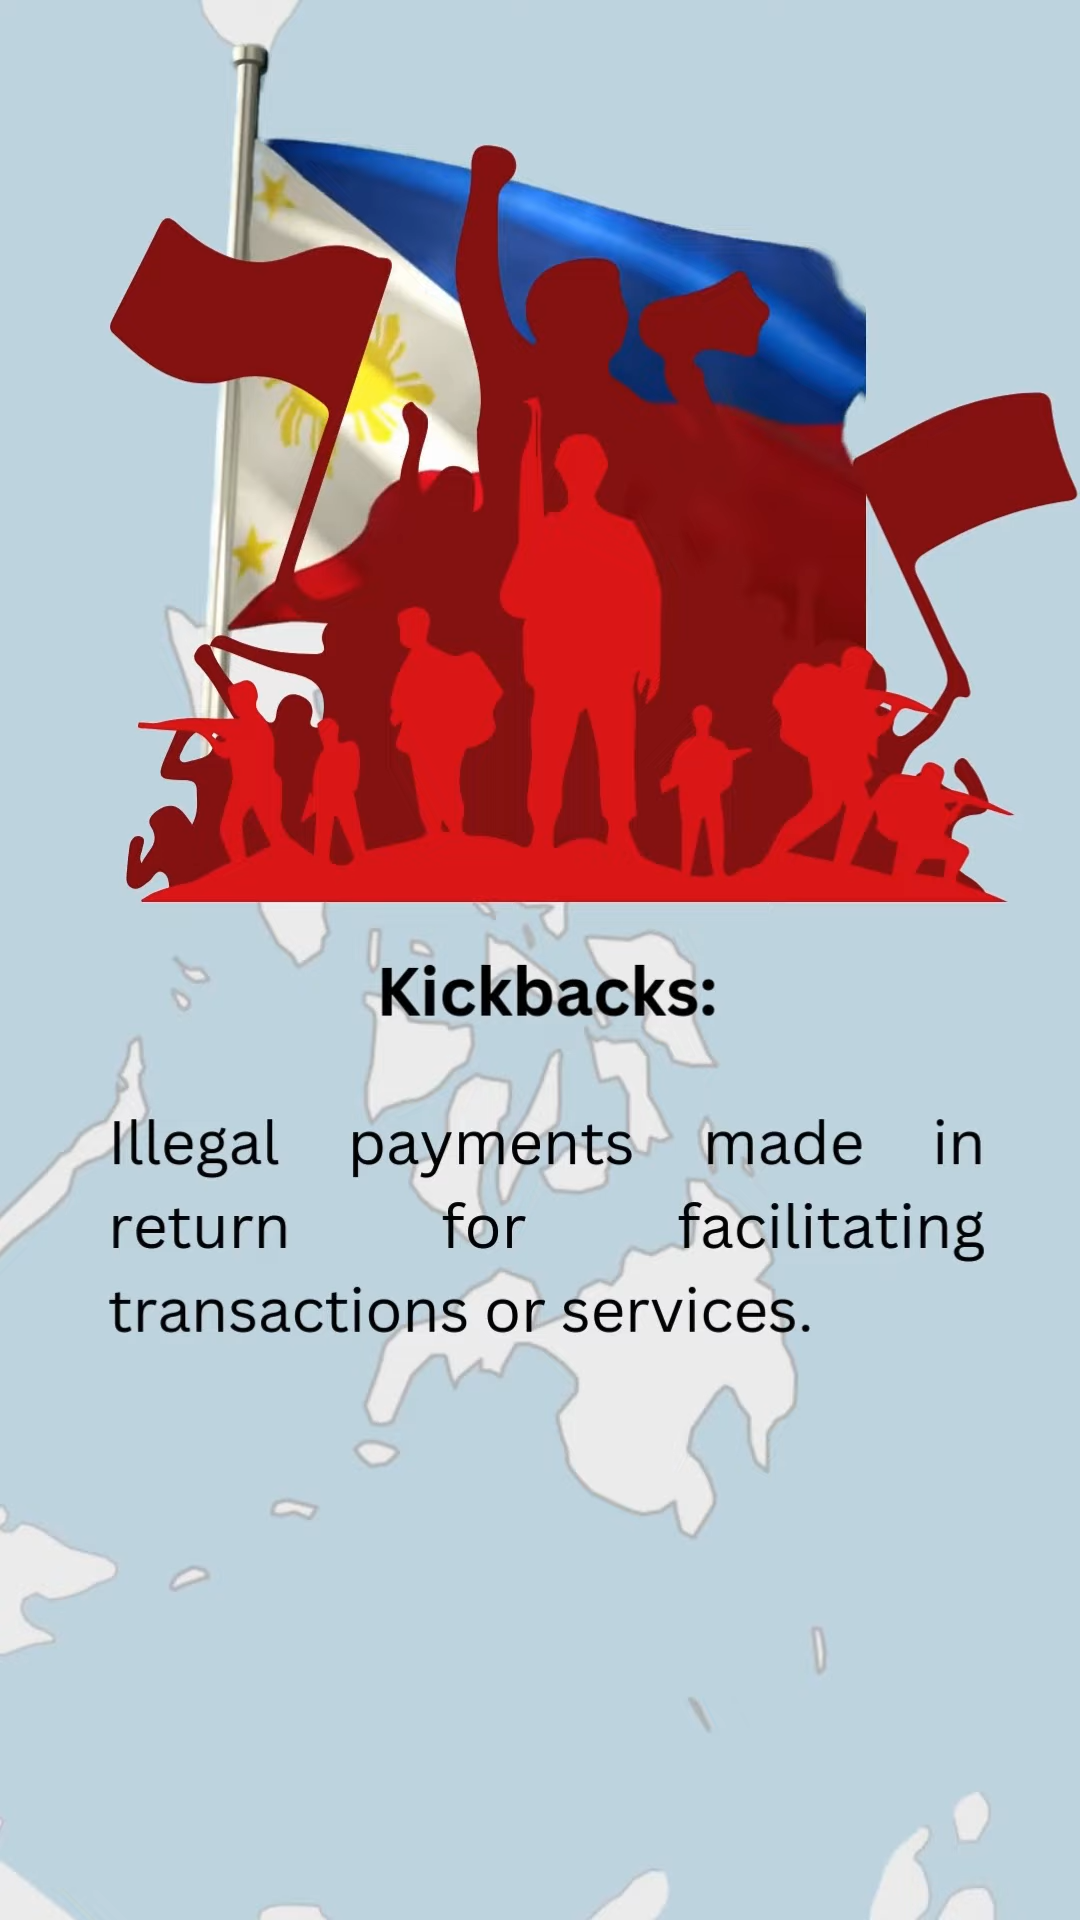 Kickbacks:
Illegal payments made in
return for facilitating
transactions or services.